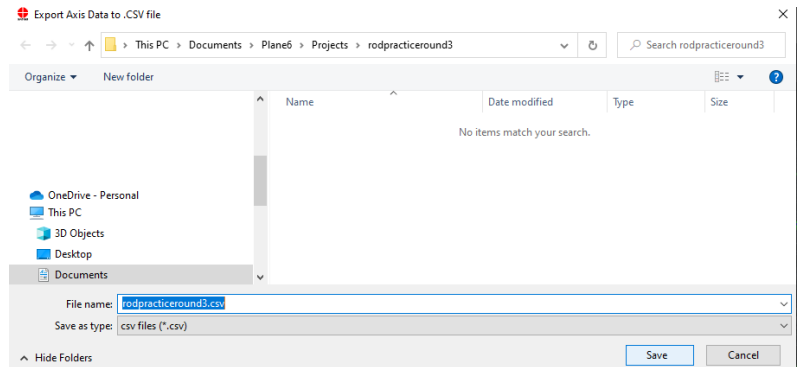 Export Axis Data to .CSV file
This PC > Documents > Plane6 > Projects > rodpracticeround3
Search rodpracticeround3
Organize New folder
Name Date modified Type Size
No items match your search.
OneDrive - Personal
This PC
3D Objects
Desktop
Documents
File name: rodpracticeround3.csv
Save as type: csv files (*.csv)
Hide Folders Save Cancel